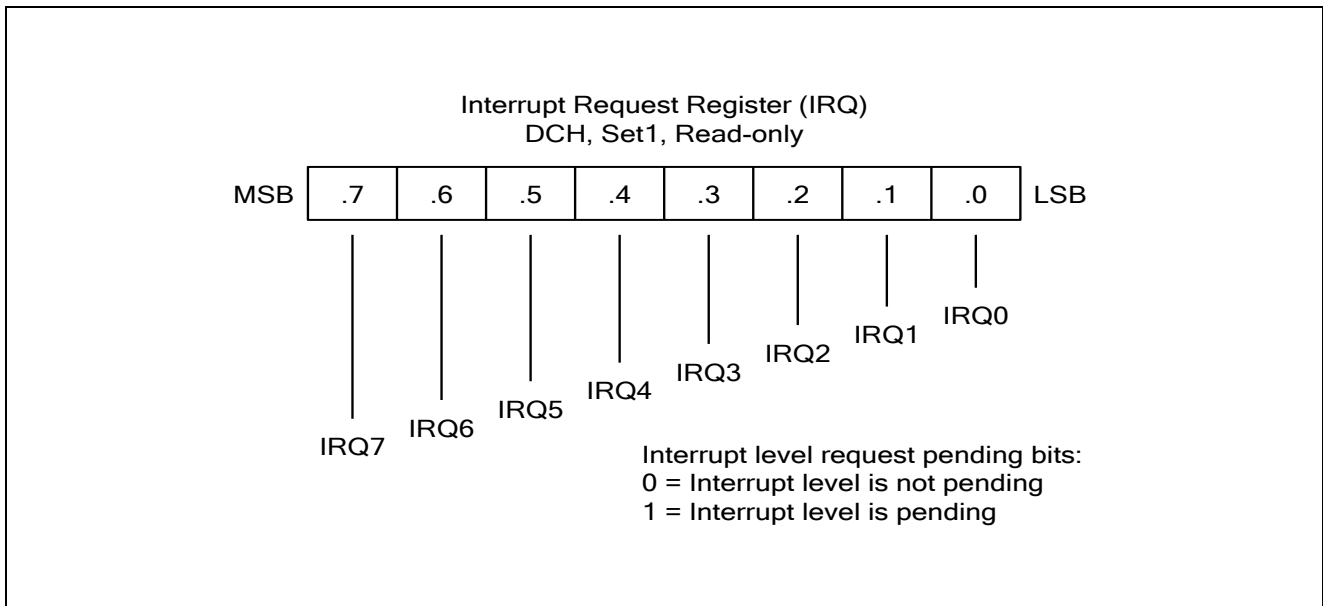 Interrupt Request Register (IRQ)
DCH, Set1, Read-only
MSB .7 .6 .5 .4 .3 .2 .1 .0 LSB
IRQ7 IRQ6 IRQ5 IRQ4 IRQ3 IRQ2 IRQ1 IRQ0
Interrupt level request pending bits:
0 = Interrupt level is not pending
1 = Interrupt level is pending